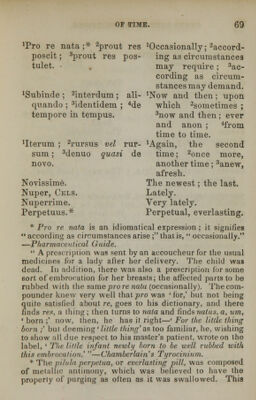 OF TIME. 69
¹Pro re nata ;* ²prout res
poscit; ³prout res pos-
tulet.
¹Occasionally; ²accord-
ing as circumstances
may require; ³ac-
cording as circum-
stances may demand.
¹Subinde; ²interdum; ali-
quando; ³identidem; ⁴de
tempore in tempus.
¹Now and then; upon
which ²sometimes;
³now and then; ever
and anon; ⁴from
time to time.
¹Iterum; ²rursus vel rur-
sum; ³denuo quasi de
novo.
¹Again, the second
time; ²once more,
another time; ³anew,
afresh.
Novissimè. The newest; the last.
Nuper, CELS. Lately.
Nuperrime. Very lately.
Perpetuus.* Perpetual, everlasting.
* Pro re nata is an idiomatical expression; it signifies
"according as circumstances arise;" that is, "occasionally."
—Pharmaceutical Guide.
"A prescription was sent by an accoucheur for the usual
medicines for a lady after her delivery. The child was
dead. In addition, there was also a prescription for some
sort of embrocation for her breasts; the affected parts to be
rubbed with the same pro re nata (occasionally). The com-
pounder knew very well that pro was 'for,' but not being
quite satisfied about re, goes to his dictionary, and there
finds res, a thing; then turns to nata and finds natus, a, um,
'born;' now, then, he has it right—'For the little thing
born;' but deeming 'little thing' as too familiar, he, wishing
to show all due respect to his master's patient, wrote on the
label, 'The little infant newly born to be well rubbed with
this embrocation.'"—Chamberlain's Tyrocinium.
* The pilula perpetua, or everlasting pill, was composed
of metallic antimony, which was believed to have the
property of purging as often as it was swallowed. This